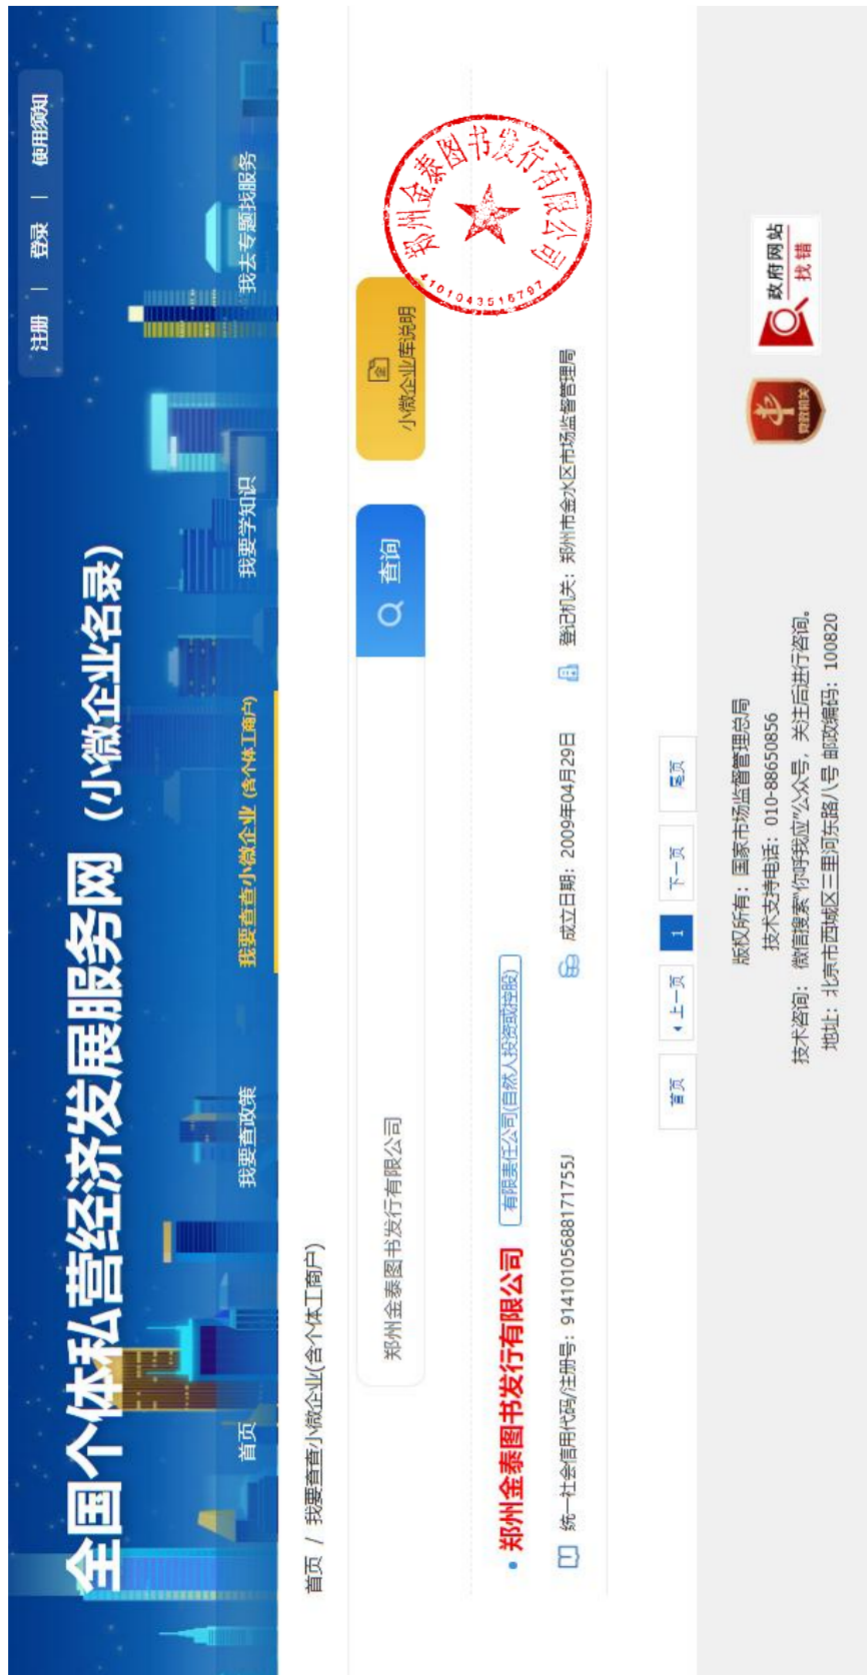 注册 | 登录 | 使用须知
全国个体私营经济发展服务网（小微企业名录）
首页 我要查政策 我要查查小微企业（含个体工商户） 我要学知识 我去专题找服务
首页 / 我要查查小微企业(含个体工商户)
郑州金泰图书发行有限公司 查询 小微企业库说明
郑州金泰图书发行有限公司
4101043516797
郑州金泰图书发行有限公司 有限责任公司(自然人投资或控股)
统一社会信用代码/注册号：91410105688171755J 成立日期：2009年04月29日 登记机关：郑州市金水区市场监督管理局
首页 上一页 1 下一页 尾页
版权所有：国家市场监督管理总局
技术支持电话：010-88650856
技术咨询：微信搜索“你呼我应”公众号，关注后进行咨询。
地址：北京市西城区三里河东路八号 邮政编码：100820
党政机关
政府网站
找错